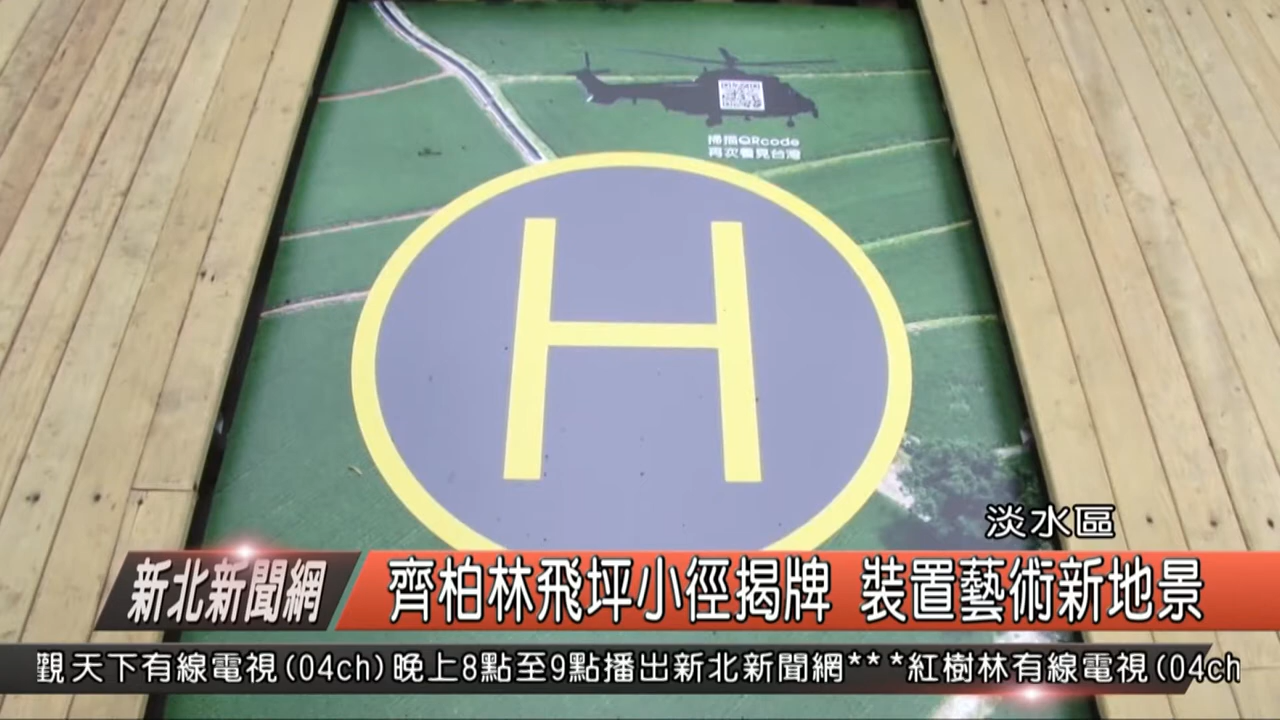 掃描QRcode
再次看見台灣
H
淡水區
新北新聞網
齊柏林飛坪小徑揭牌 裝置藝術新地景
觀天下有線電視(04ch)晚上8點至9點播出新北新聞網***紅樹林有線電視(04ch